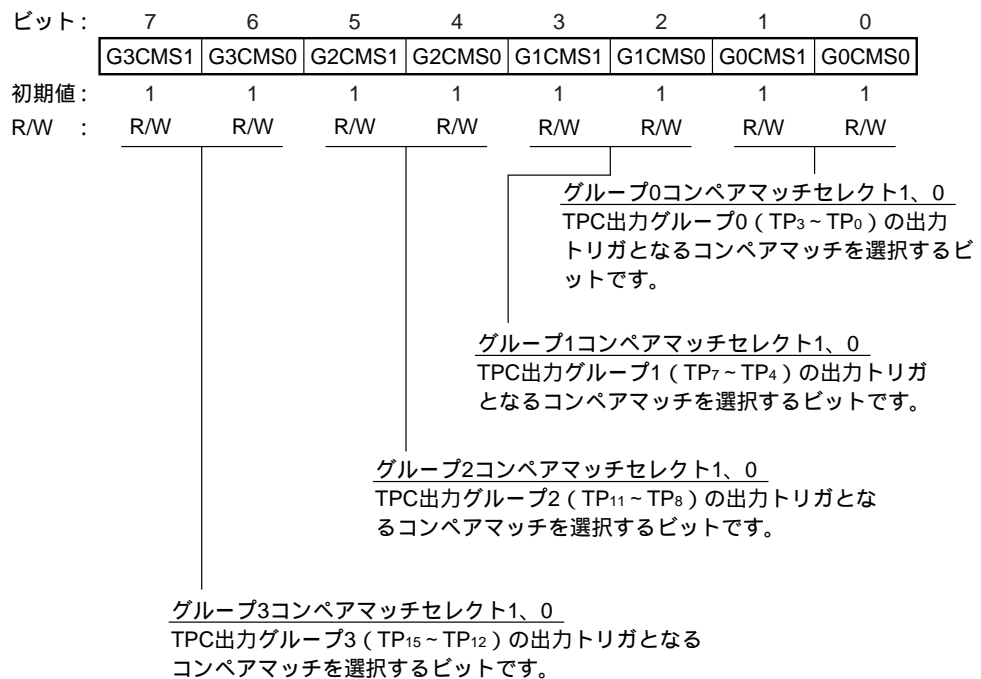 ビット: 7 6 5 4 3 2 1 0
G3CMS1 G3CMS0 G2CMS1 G2CMS0 G1CMS1 G1CMS0 G0CMS1 G0CMS0
初期値: 1 1 1 1 1 1 1 1
R/W : R/W R/W R/W R/W R/W R/W R/W R/W
グループ0コンペアマッチセレクト1、0
TPC出力グループ0（TP3~TP0）の出力
トリガとなるコンペアマッチを選択するビ
ットです。
グループ1コンペアマッチセレクト1、0
TPC出力グループ1（TP7~TP4）の出力トリガ
となるコンペアマッチを選択するビットです。
グループ2コンペアマッチセレクト1、0
TPC出力グループ2（TP11~TP8）の出力トリガとな
るコンペアマッチを選択するビットです。
グループ3コンペアマッチセレクト1、0
TPC出力グループ3（TP15~TP12）の出力トリガとなる
コンペアマッチを選択するビットです。